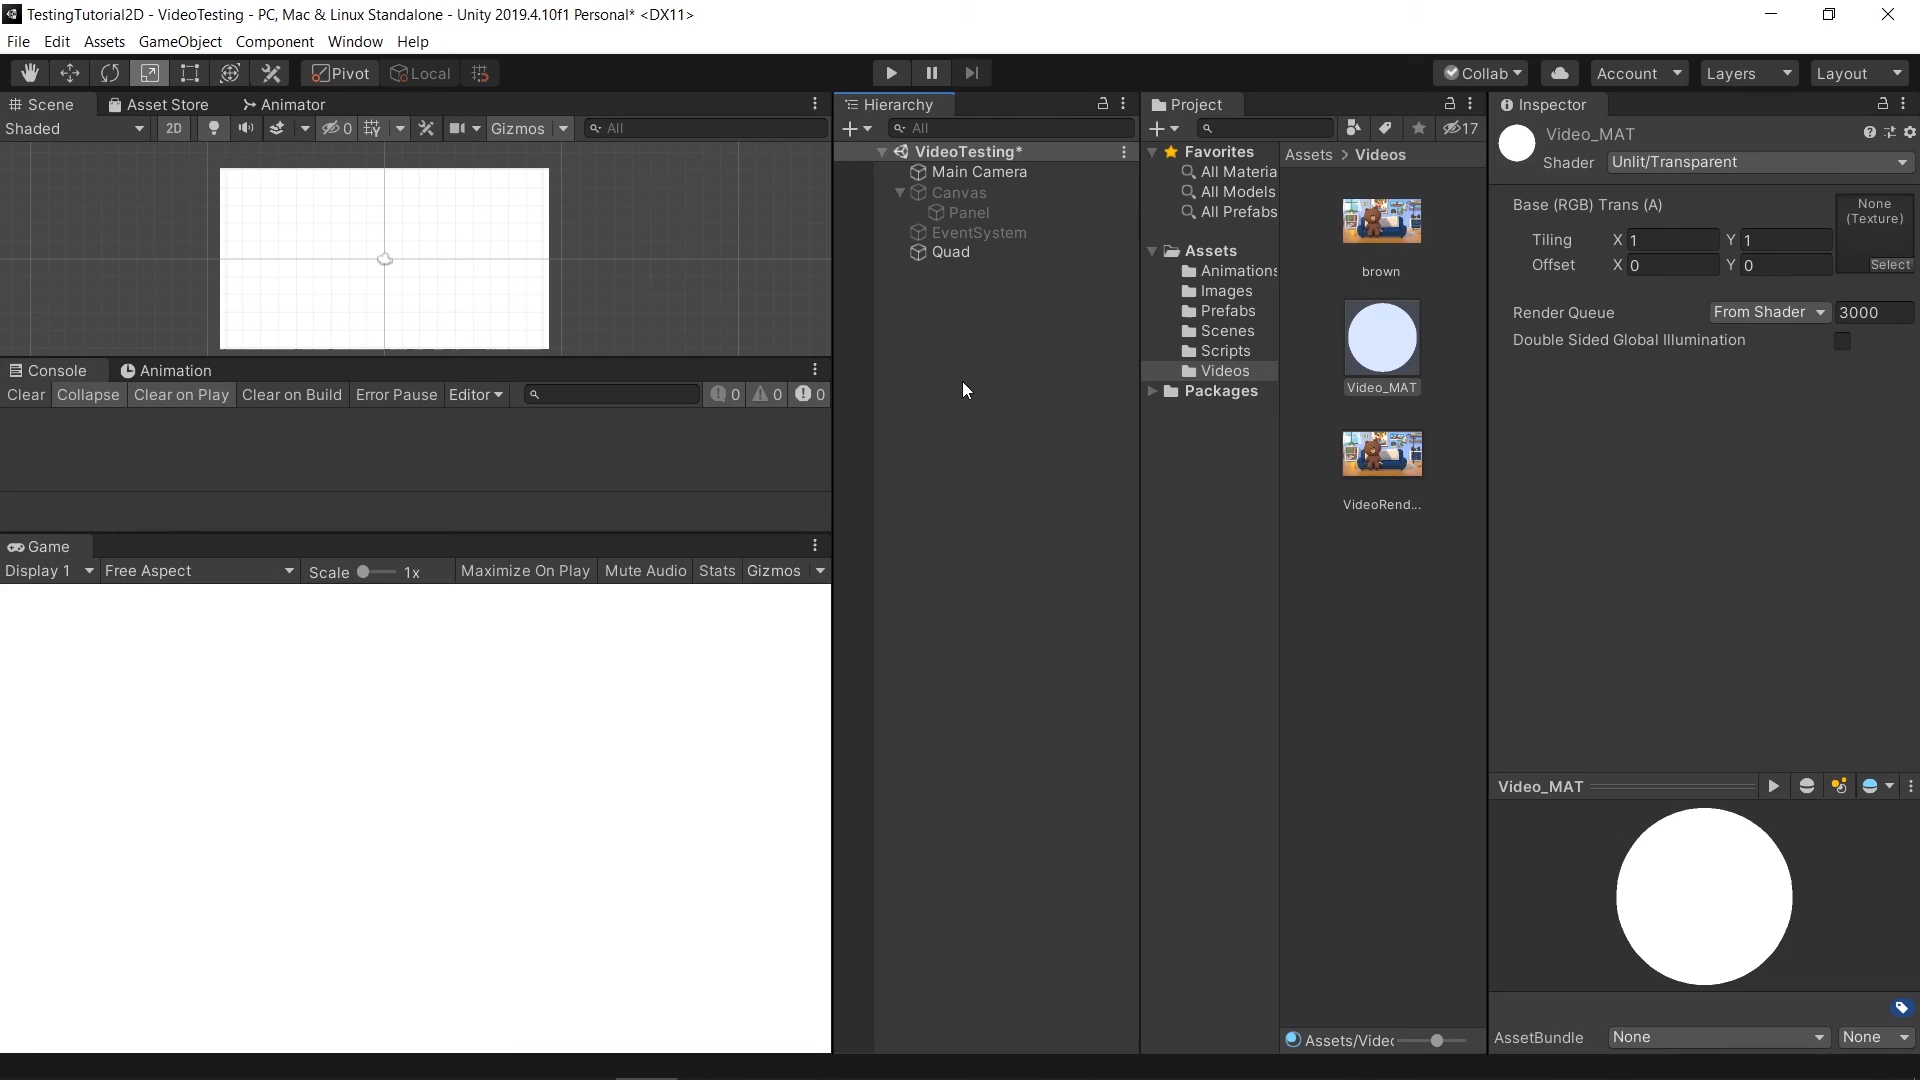 TestingTutorial2D - VideoTesting - PC, Mac & Linux Standalone - Unity 2019.4.10f1 Personal* <DX11>
File Edit Assets GameObject Component Window Help
Pivot Local Collab Account Layers Layout
Scene Asset Store Animator
Shaded 2D 0 Gizmos All
Hierarchy
All
VideoTesting*
Main Camera
Canvas
Panel
EventSystem
Quad
Console Animation
Clear Collapse Clear on Play Clear on Build Error Pause Editor 0 0 0
Game
Display 1 Free Aspect Scale 1x Maximize On Play Mute Audio Stats Gizmos
Project
17
Favorites
All Materia
All Models
All Prefabs
Assets
Animations
Images
Prefabs
Scenes
Scripts
Videos
Packages
Assets > Videos
brown
Video_MAT
VideoRend...
Assets/Videc
Inspector
Video_MAT
Shader Unlit/Transparent
Base (RGB) Trans (A)
None
(Texture)
Tiling X 1 Y 1
Offset X 0 Y 0
Select
Render Queue From Shader 3000
Double Sided Global Illumination
Video_MAT
AssetBundle None None